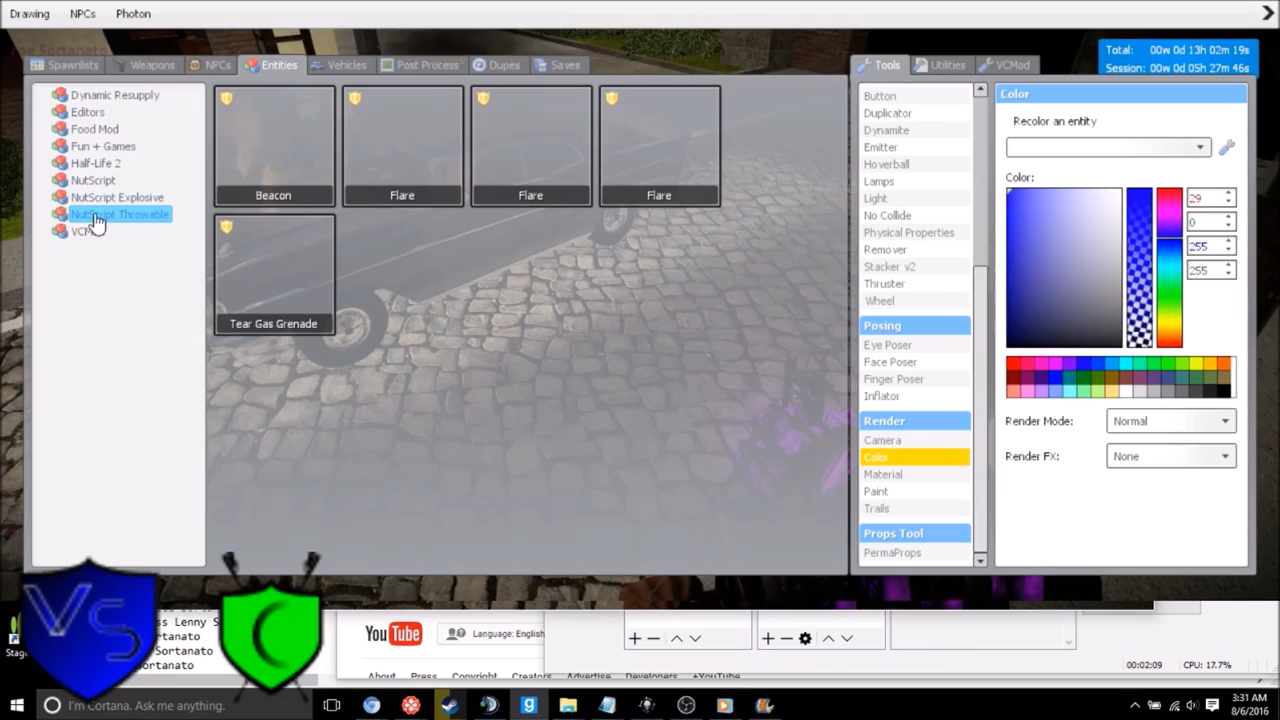 Drawing NPCs Photon
Joe Sortanato
Total: 00w 0d 13h 02m 19s
Session: 00w 0d 05h 27m 46s
Spawnlists Weapons NPCs Entities Vehicles Post Process Dupes Saves
Tools Utilities VCMod
Dynamic Resupply
Editors
Food Mod
Fun + Games
Half-Life 2
NutScript
NutScript Explosive
NutScript Throwable
Beacon Flare Flare Flare
Tear Gas Grenade
Button
Duplicator
Dynamite
Emitter
Hoverball
Lamps
Light
No Collide
Physical Properties
Remover
Stacker v2
Thruster
Wheel
Posing
Eye Poser
Face Poser
Finger Poser
Inflator
Render
Camera
Color
Material
Paint
Trails
Props Tool
PermaProps
Color
Recolor an entity
Color:
29
0
255
255
Render Mode: Normal
Render FX: None
VS
C
Lenny
Sortanato
Sortanato
Sortanato
YouTube Language: English
About Press Copyright Creators Advertise Developers +YouTube
00:02:09 CPU: 17.7%
I'm Cortana. Ask me anything.
3:31 AM
8/6/2016